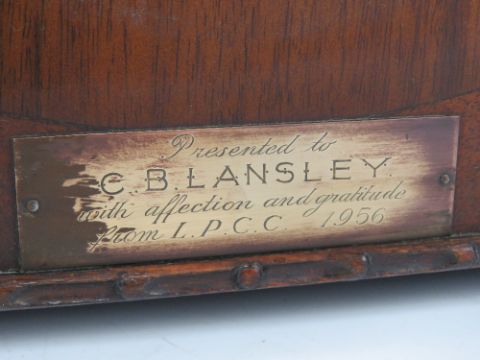 Presented to
C.B.LANSLEY.
with affection and gratitude
from L.P.C.C. 1956